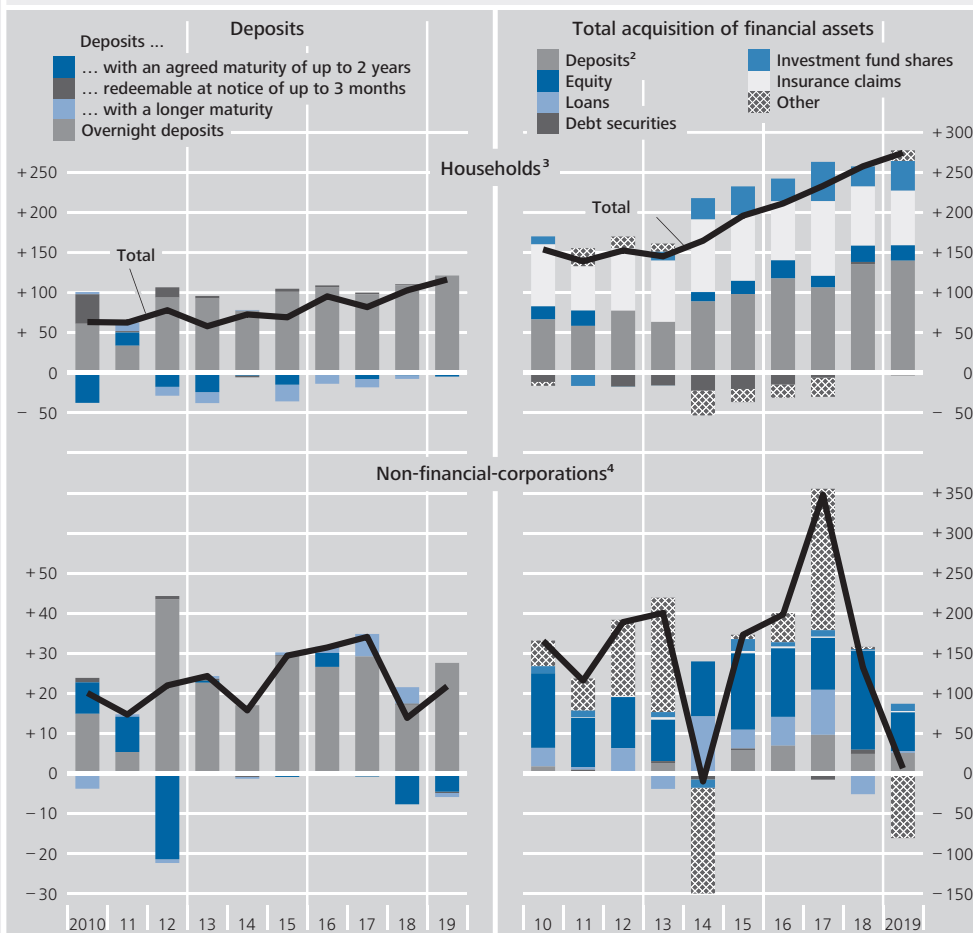 Deposits
Deposits ...
... with an agreed maturity of up to 2 years
... redeemable at notice of up to 3 months
... with a longer maturity
Overnight deposits
Total acquisition of financial assets
Deposits²
Equity
Loans
Debt securities
Investment fund shares
Insurance claims
Other
Households³
+ 250
+ 200
+ 150
+ 100
+ 50
0
− 50
Total
+ 300
+ 250
+ 200
+ 150
+ 100
+ 50
0
− 50
Total
Non-financial-corporations⁴
+ 50
+ 40
+ 30
+ 20
+ 10
0
− 10
− 20
− 30
+ 350
+ 300
+ 250
+ 200
+ 150
+ 100
+ 50
0
− 50
− 100
− 150
2010 11 12 13 14 15 16 17 18 19
10 11 12 13 14 15 16 17 18 2019